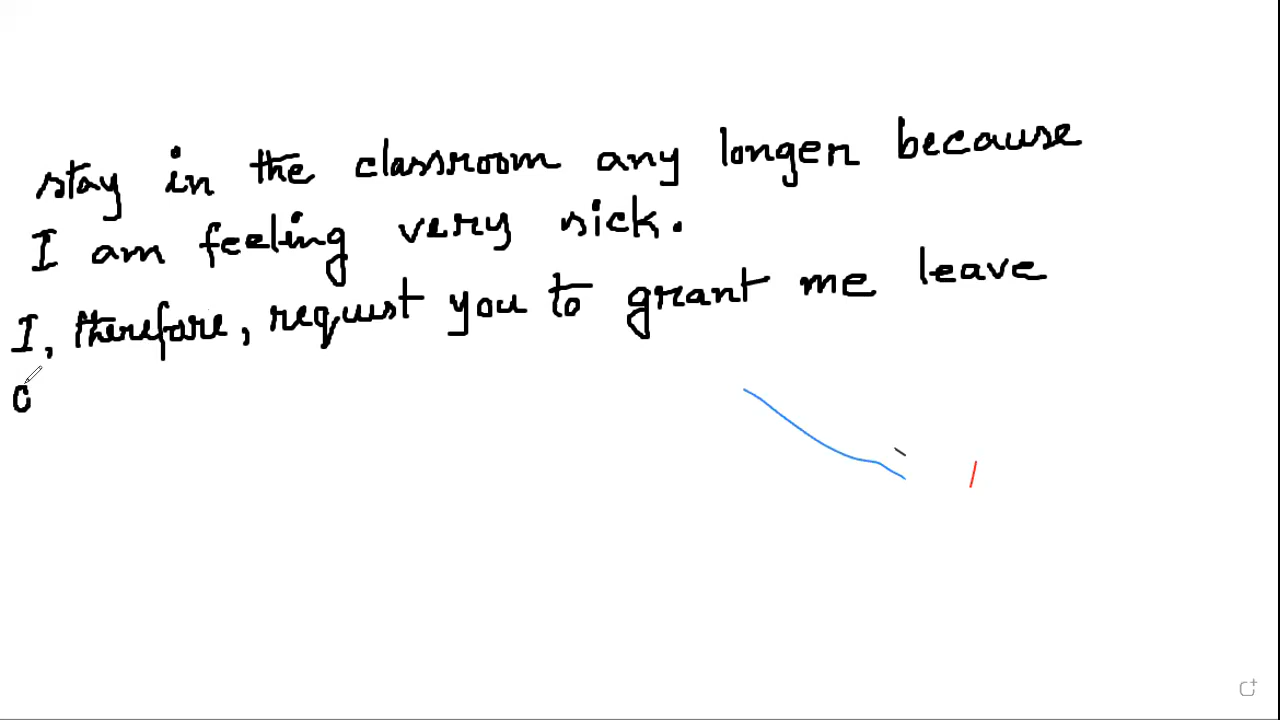 stay in the classroom any longer because
I am feeling very sick.
I, therefore, request you to grant me leave
o